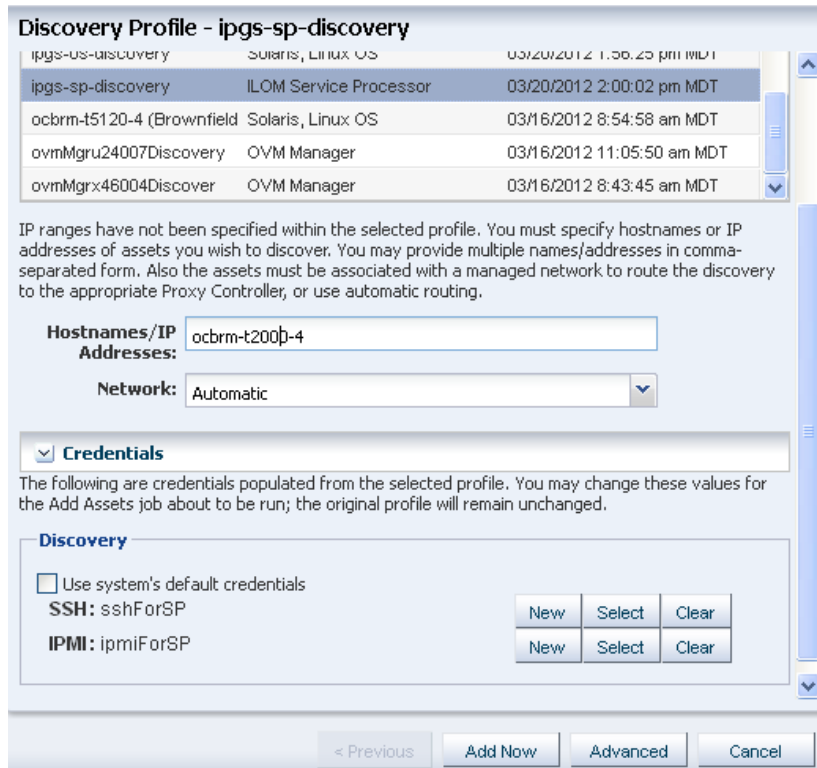 Discovery Profile - ipgs-sp-discovery
ipgs-os-discovery Solaris, Linux OS 03/20/2012 1:56:25 pm MDT
ipgs-sp-discovery ILOM Service Processor 03/20/2012 2:00:02 pm MDT
ocbrm-t5120-4 (Brownfield Solaris, Linux OS 03/16/2012 8:54:58 am MDT
ovmMgru24007Discovery OVM Manager 03/16/2012 11:05:50 am MDT
ovmMgrx46004Discover OVM Manager 03/16/2012 8:43:45 am MDT
IP ranges have not been specified within the selected profile. You must specify hostnames or IP
addresses of assets you wish to discover. You may provide multiple names/addresses in comma-
separated form. Also the assets must be associated with a managed network to route the discovery
to the appropriate Proxy Controller, or use automatic routing.
Hostnames/IP
Addresses: ocbrm-t2000-4
Network: Automatic
Credentials
The following are credentials populated from the selected profile. You may change these values for
the Add Assets job about to be run; the original profile will remain unchanged.
Discovery
Use system's default credentials
SSH: sshForSP New Select Clear
IPMI: ipmiForSP New Select Clear
< Previous Add Now Advanced Cancel